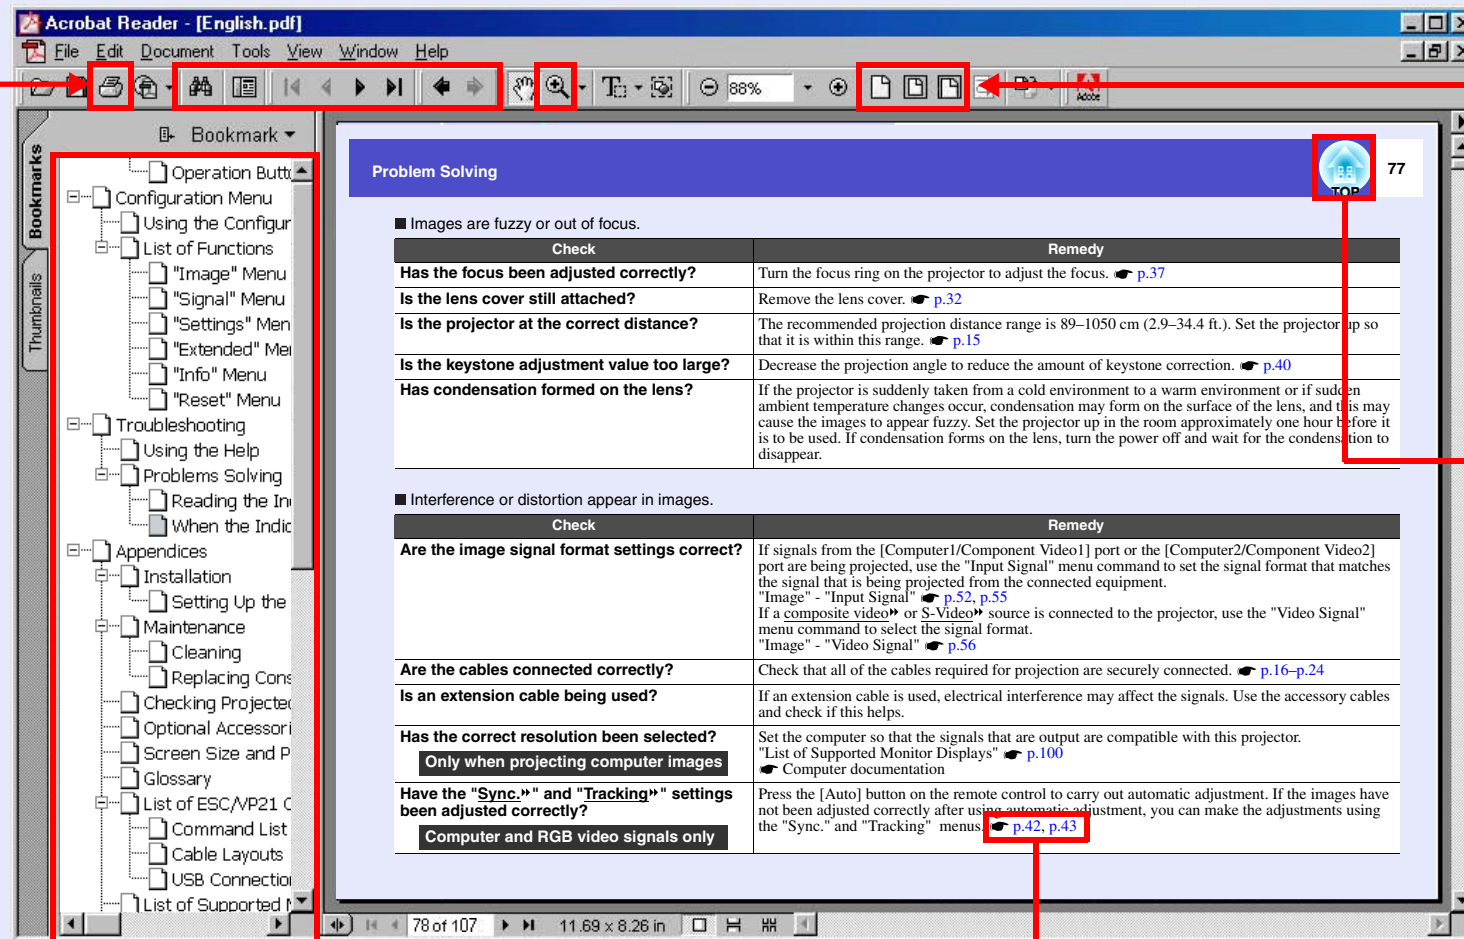 Acrobat Reader - [English.pdf]
File Edit Document Tools View Window Help
88%
Adobe
Bookmarks
Thumbnails
Bookmark
Operation Butt
Configuration Menu
Using the Configur
List of Functions
"Image" Menu
"Signal" Menu
"Settings" Men
"Extended" Me
"Info" Menu
"Reset" Menu
Troubleshooting
Using the Help
Problems Solving
Reading the In
When the Indic
Appendices
Installation
Setting Up the
Maintenance
Cleaning
Replacing Cons
Checking Projected
Optional Accessori
Screen Size and P
Glossary
List of ESC/VP21 C
Command List
Cable Layouts
USB Connection
List of Supported M
Problem Solving
TOP
77
■ Images are fuzzy or out of focus.
Check Remedy
Has the focus been adjusted correctly? Turn the focus ring on the projector to adjust the focus. ☛ p.37
Is the lens cover still attached? Remove the lens cover. ☛ p.32
Is the projector at the correct distance? The recommended projection distance range is 89–1050 cm (2.9–34.4 ft.). Set the projector up so
that it is within this range. ☛ p.15
Is the keystone adjustment value too large? Decrease the projection angle to reduce the amount of keystone correction. ☛ p.40
Has condensation formed on the lens? If the projector is suddenly taken from a cold environment to a warm environment or if sudden
ambient temperature changes occur, condensation may form on the surface of the lens, and this may
cause the images to appear fuzzy. Set the projector up in the room approximately one hour before it
is to be used. If condensation forms on the lens, turn the power off and wait for the condensation to
disappear.
■ Interference or distortion appear in images.
Check Remedy
Are the image signal format settings correct? If signals from the [Computer1/Component Video1] port or the [Computer2/Component Video2]
port are being projected, use the "Input Signal" menu command to set the signal format that matches
the signal that is being projected from the connected equipment.
"Image" - "Input Signal" ☛ p.52, p.55
If a composite video or S-Video source is connected to the projector, use the "Video Signal"
menu command to select the signal format.
"Image" - "Video Signal" ☛ p.56
Are the cables connected correctly? Check that all of the cables required for projection are securely connected. ☛ p.16–p.24
Is an extension cable being used? If an extension cable is used, electrical interference may affect the signals. Use the accessory cables
and check if this helps.
Has the correct resolution been selected? Set the computer so that the signals that are output are compatible with this projector.
Only when projecting computer images "List of Supported Monitor Displays" ☛ p.100
☛ Computer documentation
Have the "Sync." and "Tracking" settings
been adjusted correctly?
Computer and RGB video signals only
Press the [Auto] button on the remote control to carry out automatic adjustment. If the images have
not been adjusted correctly after using automatic adjustment, you can make the adjustments using
the "Sync." and "Tracking" menus. ☛ p.42, p.43
78 of 107 11.69 x 8.26 in